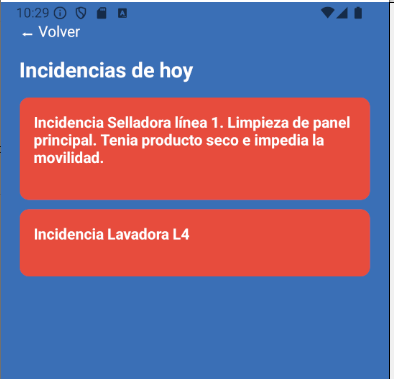 10:29
← Volver
Incidencias de hoy
Incidencia Selladora línea 1. Limpieza de panel
principal. Tenia producto seco e impedia la
movilidad.
Incidencia Lavadora L4